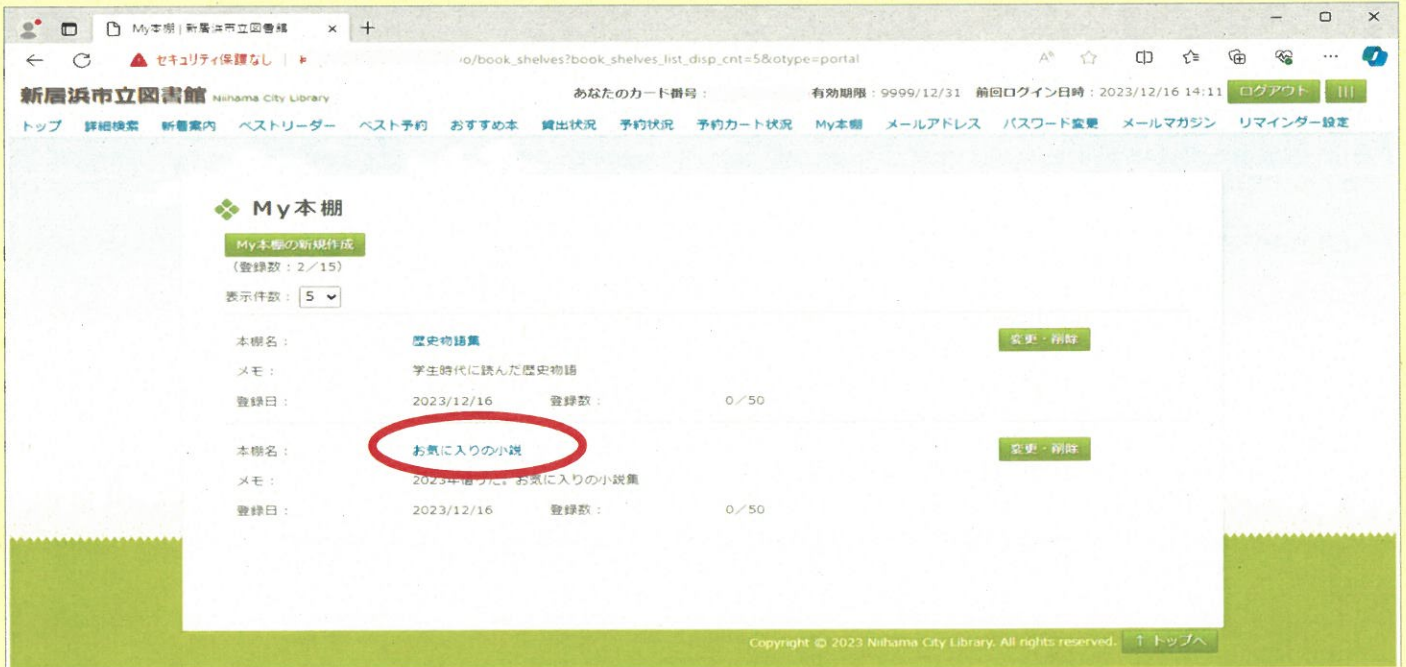 My本棚 | 新居浜市立図書館
セキュリティ保護なし
o/book_shelves?book_shelves_list_disp_cnt=5&otype=portal
新居浜市立図書館 Niihama City Library あなたのカード番号： 有効期限：9999/12/31 前回ログイン日時：2023/12/16 14:11 ログアウト
トップ 詳細検索 新着案内 ベストリーダー ベスト予約 おすすめ本 貸出状況 予約状況 予約カート状況 My本棚 メールアドレス パスワード変更 メールマガジン リマインダー設定
My本棚
My本棚の新規作成
（登録数：2／15）
表示件数： 5
本棚名： 歴史物語集 変更・削除
メモ： 学生時代に読んだ歴史物語
登録日： 2023/12/16 登録数： 0／50
本棚名： お気に入りの小説 変更・削除
メモ： 2023年借りた。お気に入りの小説集
登録日： 2023/12/16 登録数： 0／50
Copyright © 2023 Niihama City Library. All rights reserved. ↑ トップへ